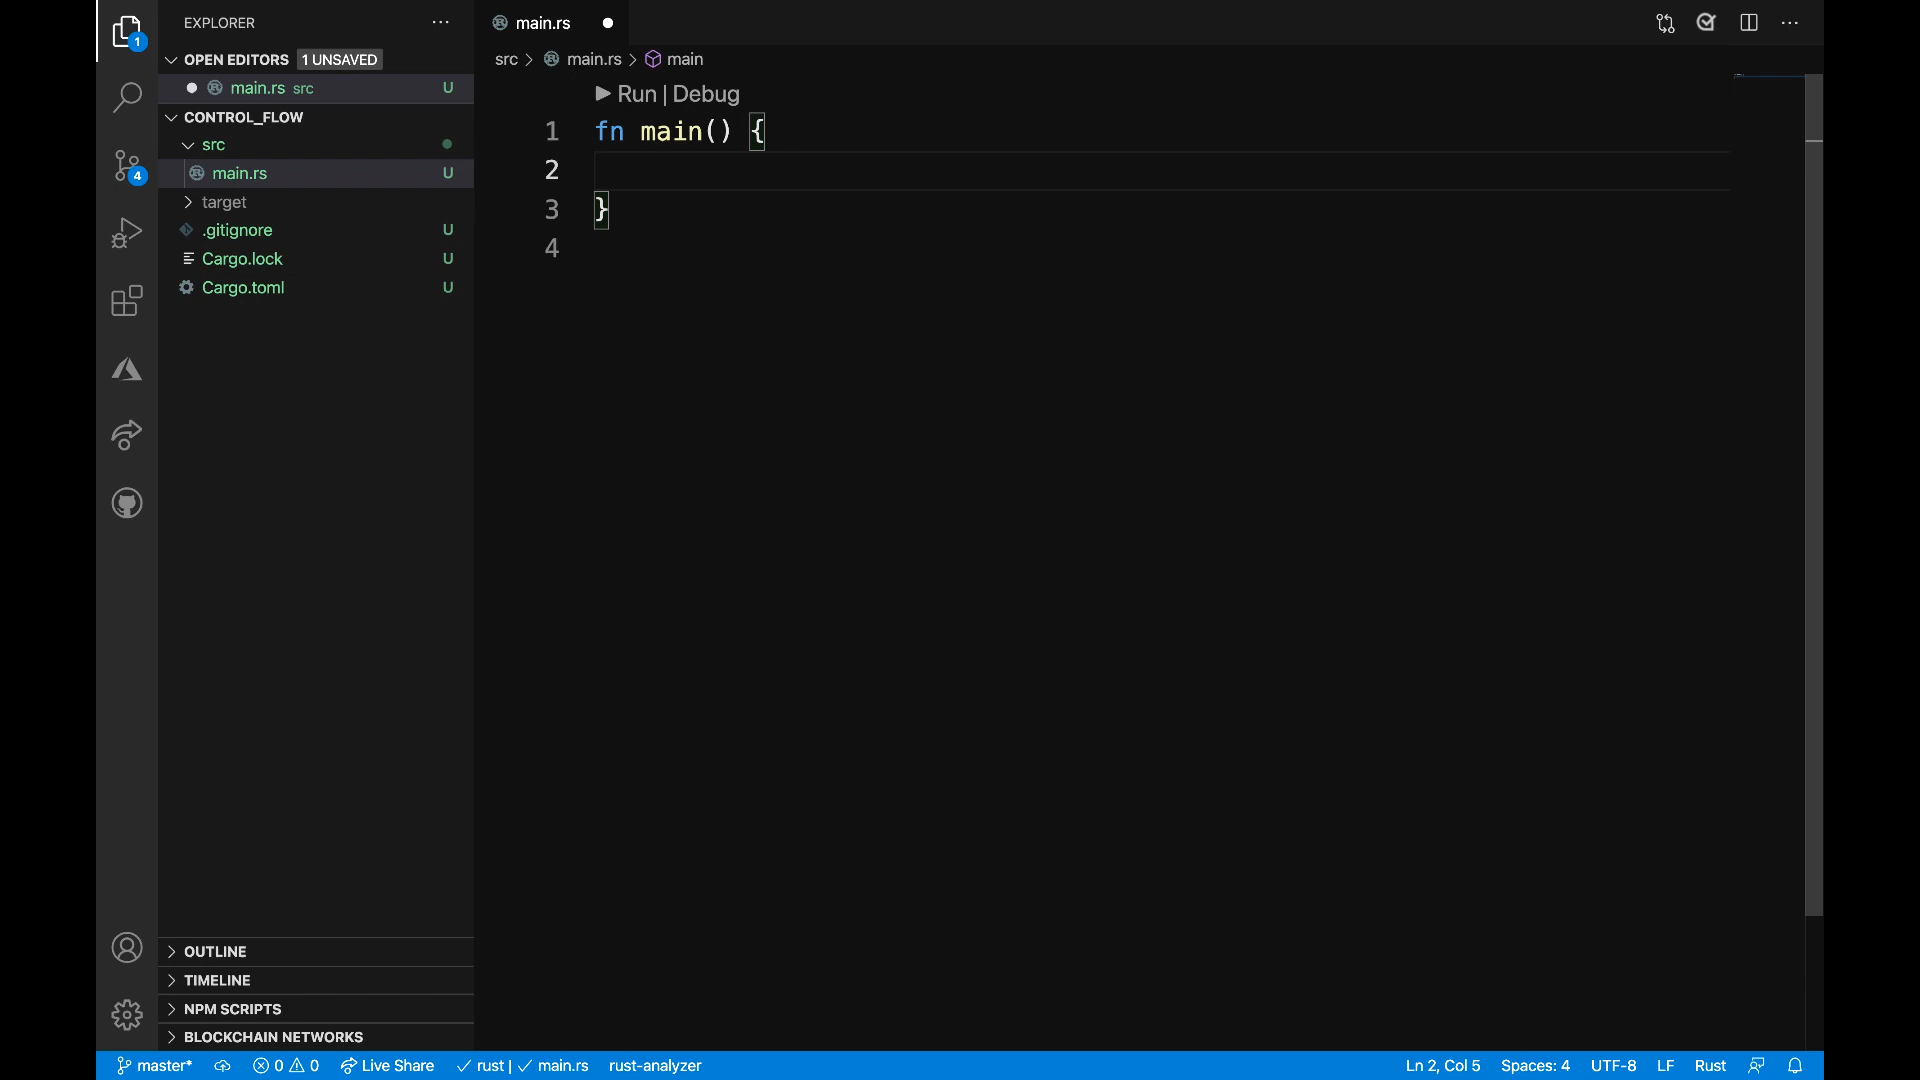 1
4
EXPLORER
OPEN EDITORS 1 UNSAVED
main.rs src U
CONTROL_FLOW
src
main.rs U
target
.gitignore U
Cargo.lock U
Cargo.toml U
OUTLINE
TIMELINE
NPM SCRIPTS
BLOCKCHAIN NETWORKS
main.rs
src > main.rs > main
Run | Debug
1 fn main() {
2
3 }
4
master* 0 0 Live Share rust | main.rs rust-analyzer Ln 2, Col 5 Spaces: 4 UTF-8 LF Rust